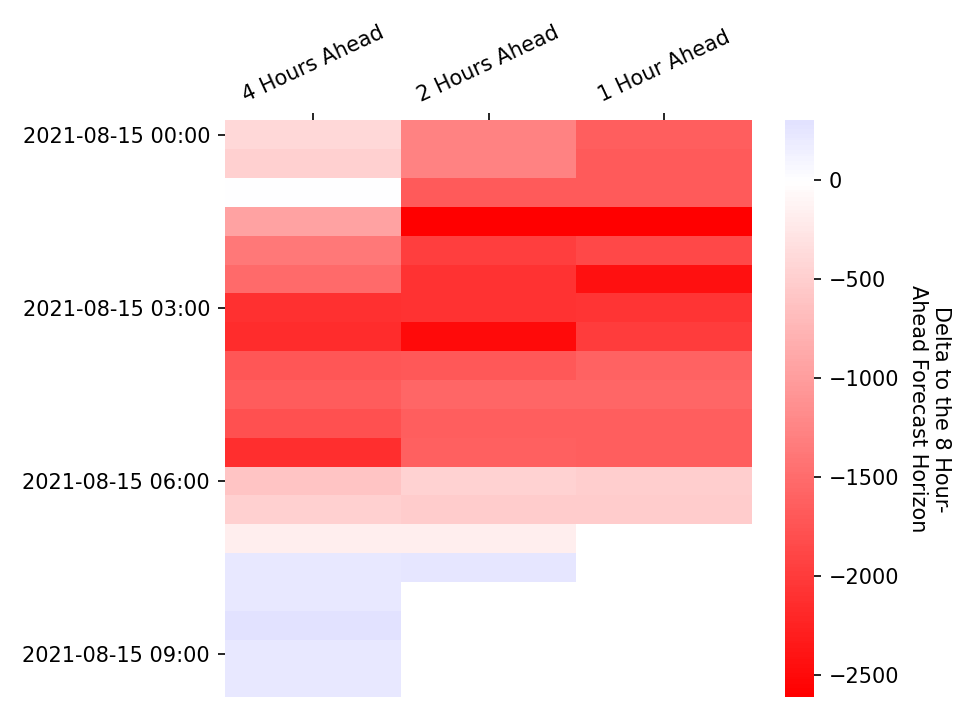 4 Hours Ahead
2 Hours Ahead
1 Hour Ahead
2021-08-15 00:00
2021-08-15 03:00
2021-08-15 06:00
2021-08-15 09:00
0
−500
−1000
−1500
−2000
−2500
Delta to the 8 Hour-
Ahead Forecast Horizon